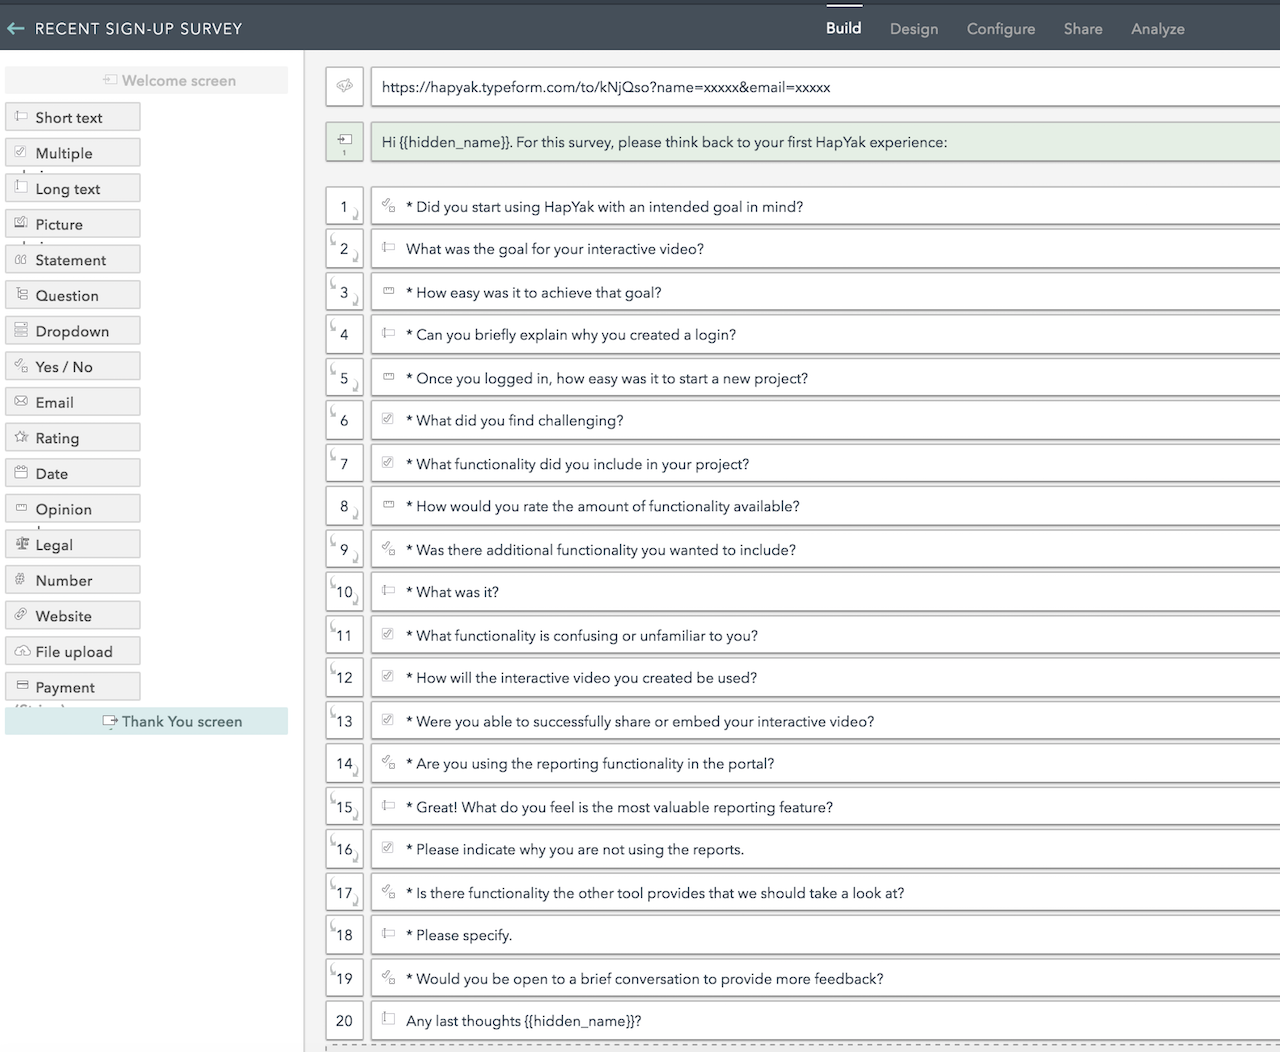 RECENT SIGN-UP SURVEY
Build
Design
Configure
Share
Analyze
Welcome screen
Short text
Multiple
Long text
Picture
Statement
Question
Dropdown
Yes / No
Email
Rating
Date
Opinion
Legal
Number
Website
File upload
Payment
Thank You screen
https://hapyak.typeform.com/to/kNjQso?name=xxxxx&email=xxxxx
1
Hi {{hidden_name}}. For this survey, please think back to your first HapYak experience:
1 * Did you start using HapYak with an intended goal in mind?
2 What was the goal for your interactive video?
3 * How easy was it to achieve that goal?
4 * Can you briefly explain why you created a login?
5 * Once you logged in, how easy was it to start a new project?
6 * What did you find challenging?
7 * What functionality did you include in your project?
8 * How would you rate the amount of functionality available?
9 * Was there additional functionality you wanted to include?
10 * What was it?
11 * What functionality is confusing or unfamiliar to you?
12 * How will the interactive video you created be used?
13 * Were you able to successfully share or embed your interactive video?
14 * Are you using the reporting functionality in the portal?
15 * Great! What do you feel is the most valuable reporting feature?
16 * Please indicate why you are not using the reports.
17 * Is there functionality the other tool provides that we should take a look at?
18 * Please specify.
19 * Would you be open to a brief conversation to provide more feedback?
20 Any last thoughts {{hidden_name}}?